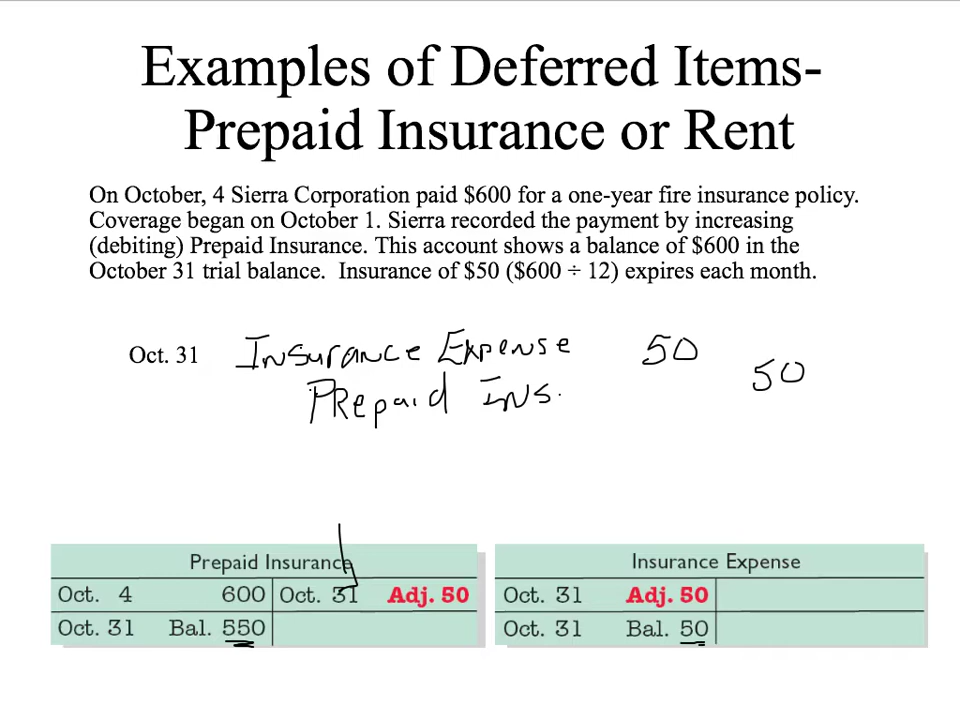 Examples of Deferred Items-
Prepaid Insurance or Rent
On October, 4 Sierra Corporation paid $600 for a one-year fire insurance policy.
Coverage began on October 1. Sierra recorded the payment by increasing
(debiting) Prepaid Insurance. This account shows a balance of $600 in the
October 31 trial balance. Insurance of $50 ($600 ÷ 12) expires each month.
Oct. 31 Insurance Expense 50
Prepaid Ins. 50
Prepaid Insurance
Oct. 4 600 Oct. 31 Adj. 50
Oct. 31 Bal. 550
Insurance Expense
Oct. 31 Adj. 50
Oct. 31 Bal. 50